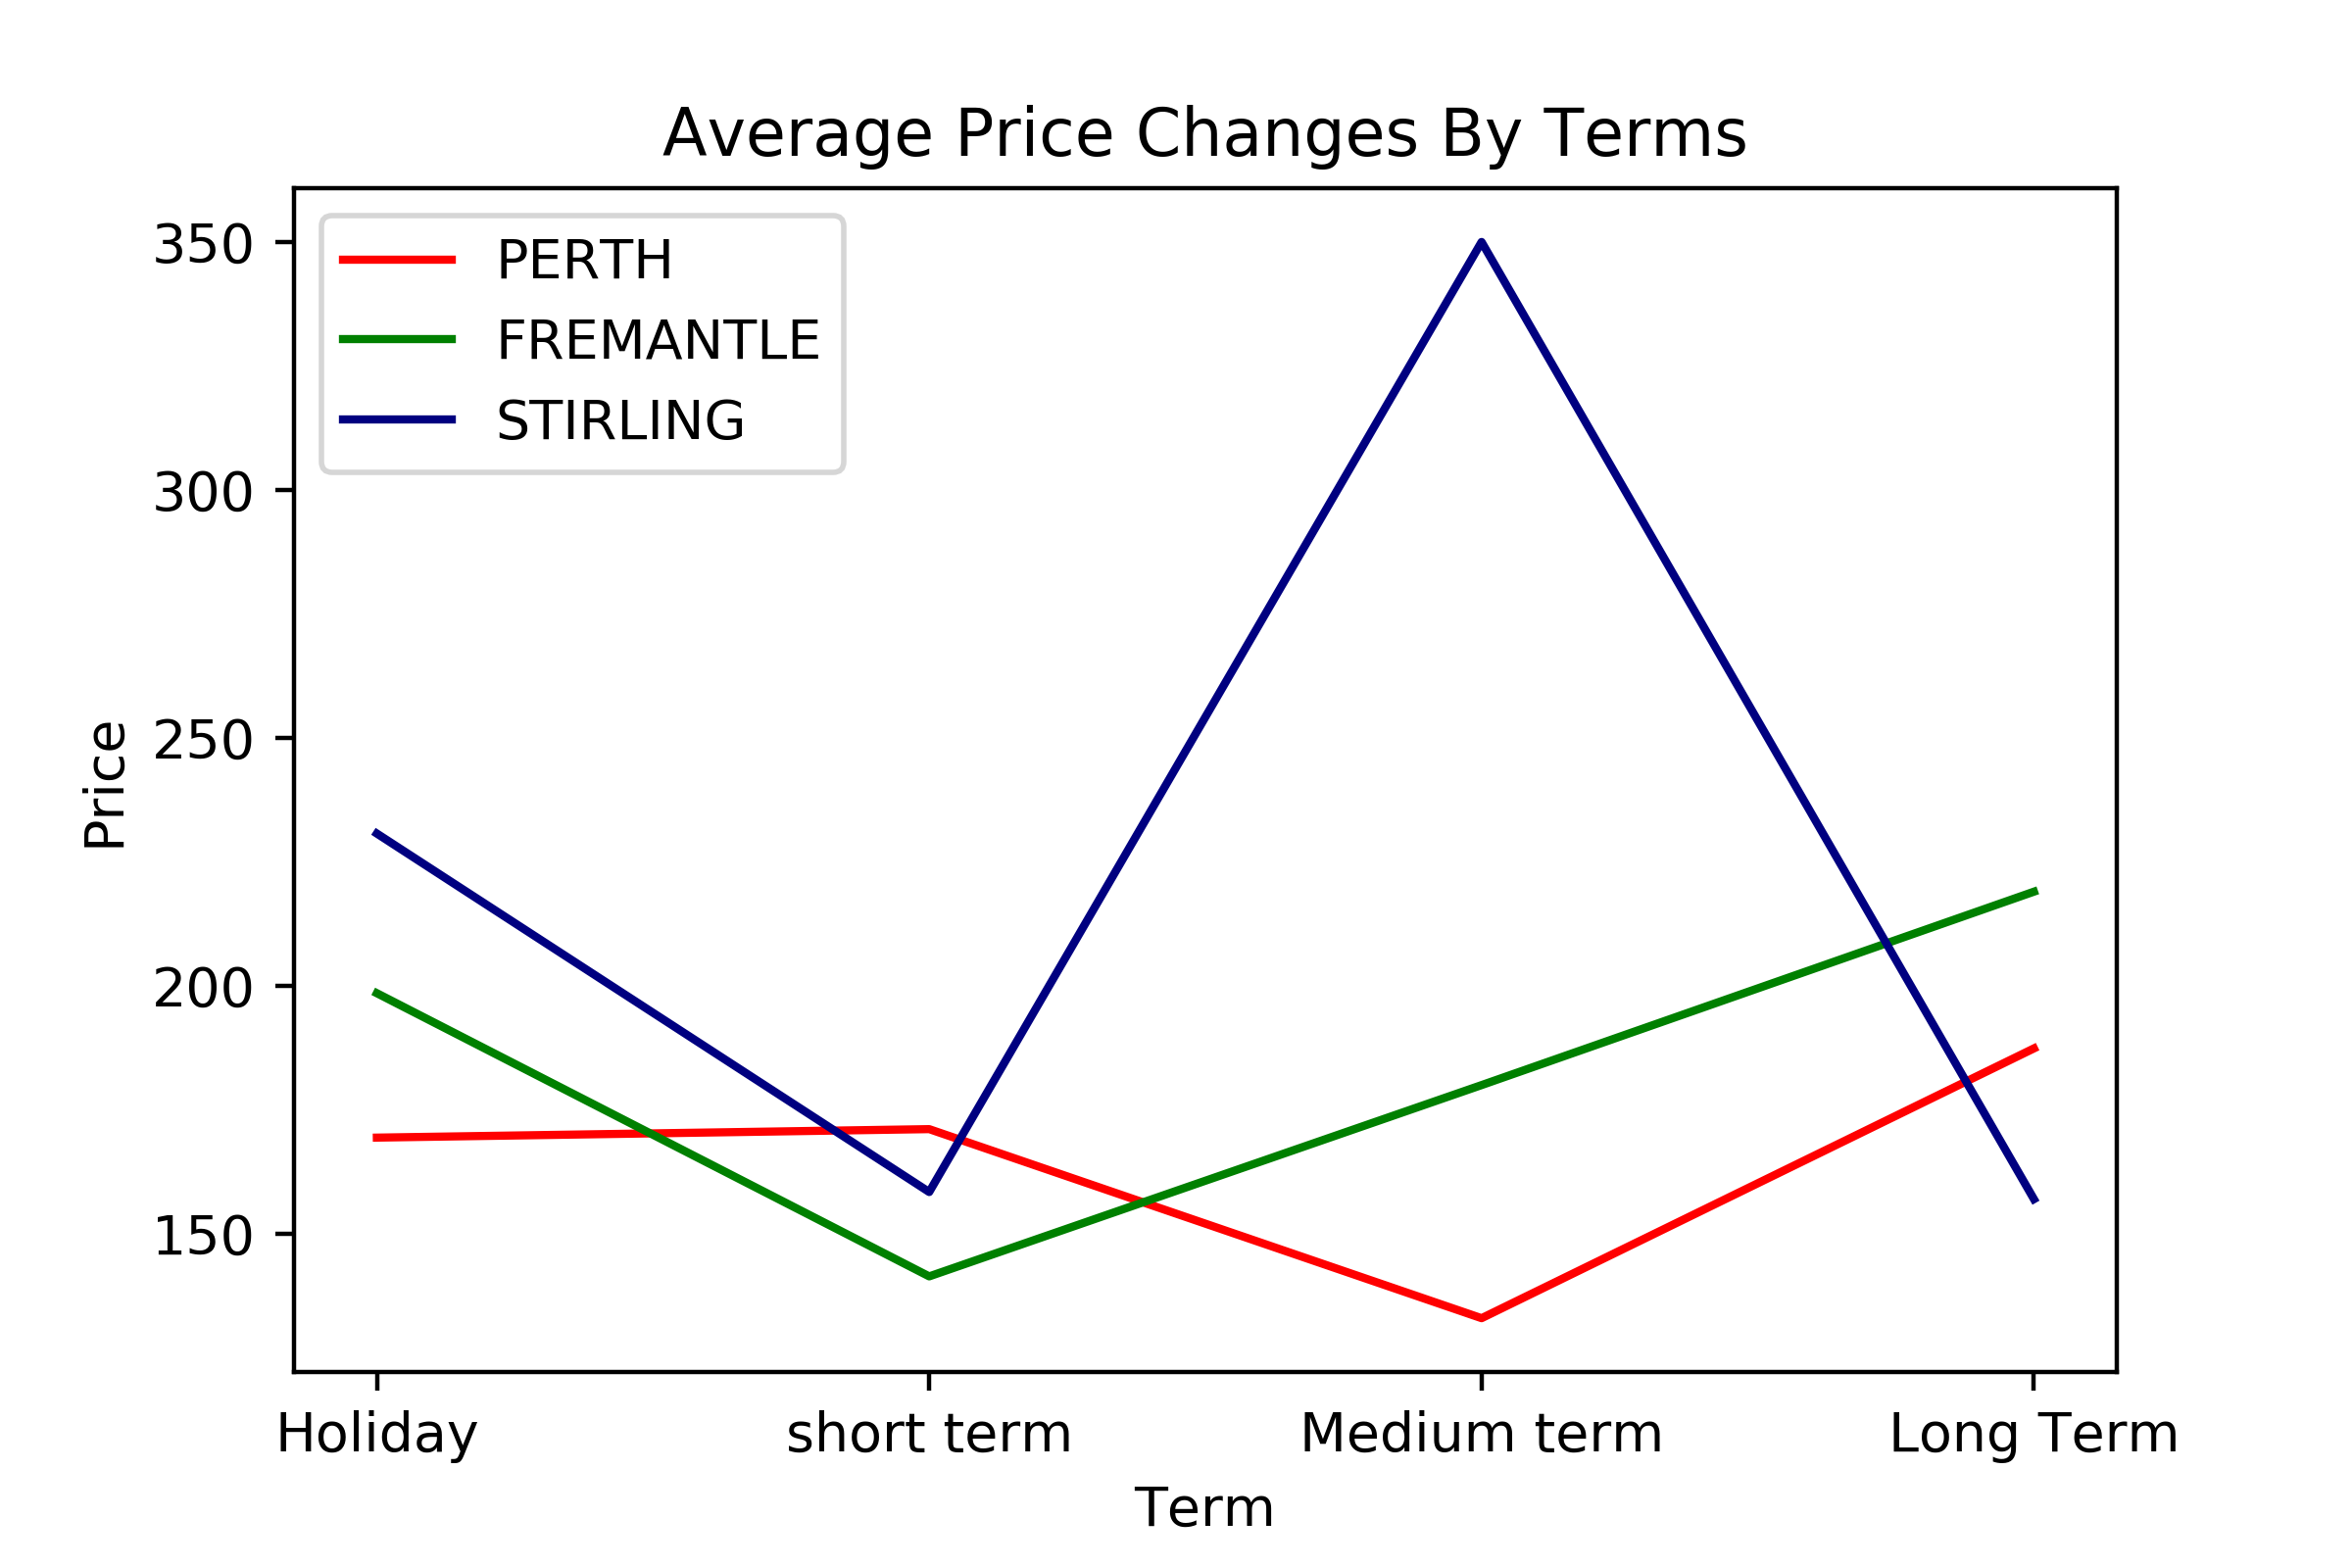 Average Price Changes By Terms
PERTH
FREMANTLE
STIRLING
350
300
250
200
150
Price
Holiday
short term
Medium term
Long Term
Term